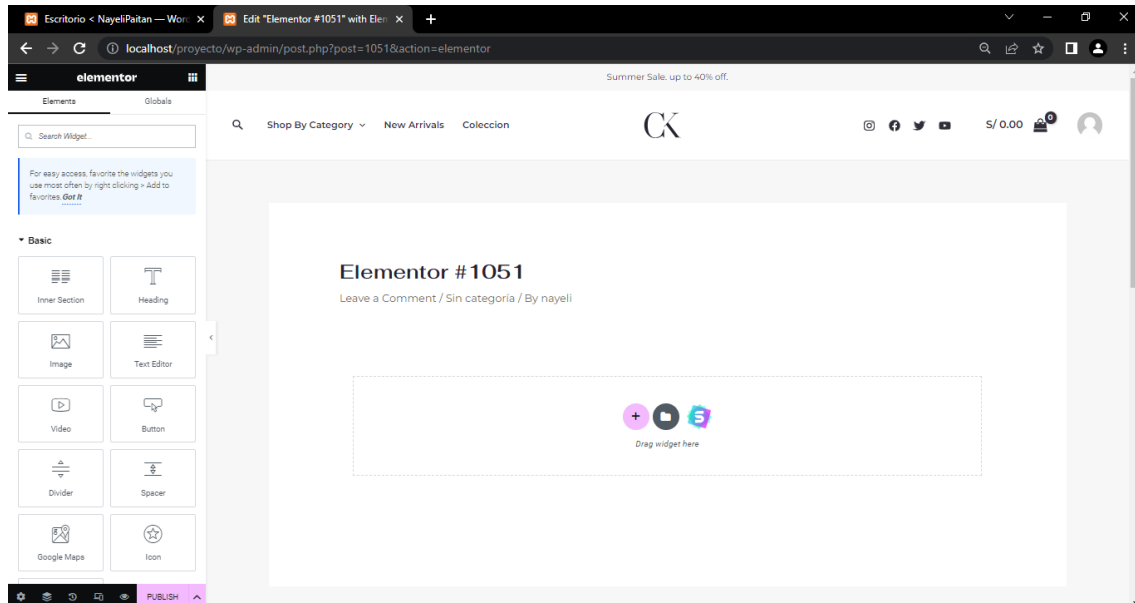 Escritorio < NayeliPaitan — Word
Edit "Elementor #1051" with Elem
localhost/proyecto/wp-admin/post.php?post=1051&action=elementor
elementor
Elements Globals
Search Widget...
For easy access, favorite the widgets you
use most often by right clicking > Add to
favorites. Got It
Basic
Inner Section Heading
Image Text Editor
Video Button
Divider Spacer
Google Maps Icon
PUBLISH
Summer Sale. up to 40% off.
Shop By Category New Arrivals Coleccion
CK
S/ 0.00 0
Elementor #1051
Leave a Comment / Sin categoría / By nayeli
S
Drag widget here